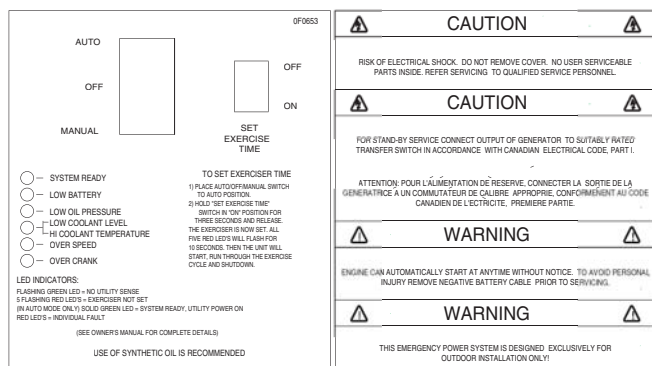 0F0653
AUTO
OFF
MANUAL
OFF
ON
SET
EXERCISE
TIME
SYSTEM READY
LOW BATTERY
LOW OIL PRESSURE
LOW COOLANT LEVEL
HI COOLANT TEMPERATURE
OVER SPEED
OVER CRANK
TO SET EXERCISER TIME
1) PLACE AUTO/OFF/MANUAL SWITCH
TO AUTO POSITION.
2) HOLD "SET EXERCISE TIME"
SWITCH IN "ON" POSITION FOR
THREE SECONDS AND RELEASE.
THE EXERCISER IS NOW SET. ALL
FIVE RED LED'S WILL FLASH FOR
10 SECONDS. THEN THE UNIT WILL
START, RUN THROUGH THE EXERCISE
CYCLE AND SHUTDOWN.
LED INDICATORS:
FLASHING GREEN LED = NO UTILITY SENSE
5 FLASHING RED LED'S = EXERCISER NOT SET
(IN AUTO MODE ONLY) SOLID GREEN LED = SYSTEM READY, UTILITY POWER ON
RED LED'S = INDIVIDUAL FAULT
(SEE OWNER'S MANUAL FOR COMPLETE DETAILS)
USE OF SYNTHETIC OIL IS RECOMMENDED
CAUTION
RISK OF ELECTRICAL SHOCK. DO NOT REMOVE COVER. NO USER SERVICEABLE
PARTS INSIDE. REFER SERVICING TO QUALIFIED SERVICE PERSONNEL.
CAUTION
FOR STAND-BY SERVICE CONNECT OUTPUT OF GENERATOR TO SUITABLY RATED
TRANSFER SWITCH IN ACCORDANCE WITH CANADIAN ELECTRICAL CODE, PART I.
ATTENTION: POUR L'ALIMENTATION DE RESERVE, CONNECTER LA SORTIE DE LA
GENERATRICE A UN COMMUTATEUR DE CALIBRE APPROPRIE, CONFORMENENT AU CODE
CANADIEN DE L'ECTRICITE, PREMIERE PARTIE.
WARNING
ENGINE CAN AUTOMATICALLY START AT ANYTIME WITHOUT NOTICE. TO AVOID PERSONAL
INJURY REMOVE NEGATIVE BATTERY CABLE PRIOR TO SERVICING.
WARNING
THIS EMERGENCY POWER SYSTEM IS DESIGNED EXCLUSIVELY FOR
OUTDOOR INSTALLATION ONLY!